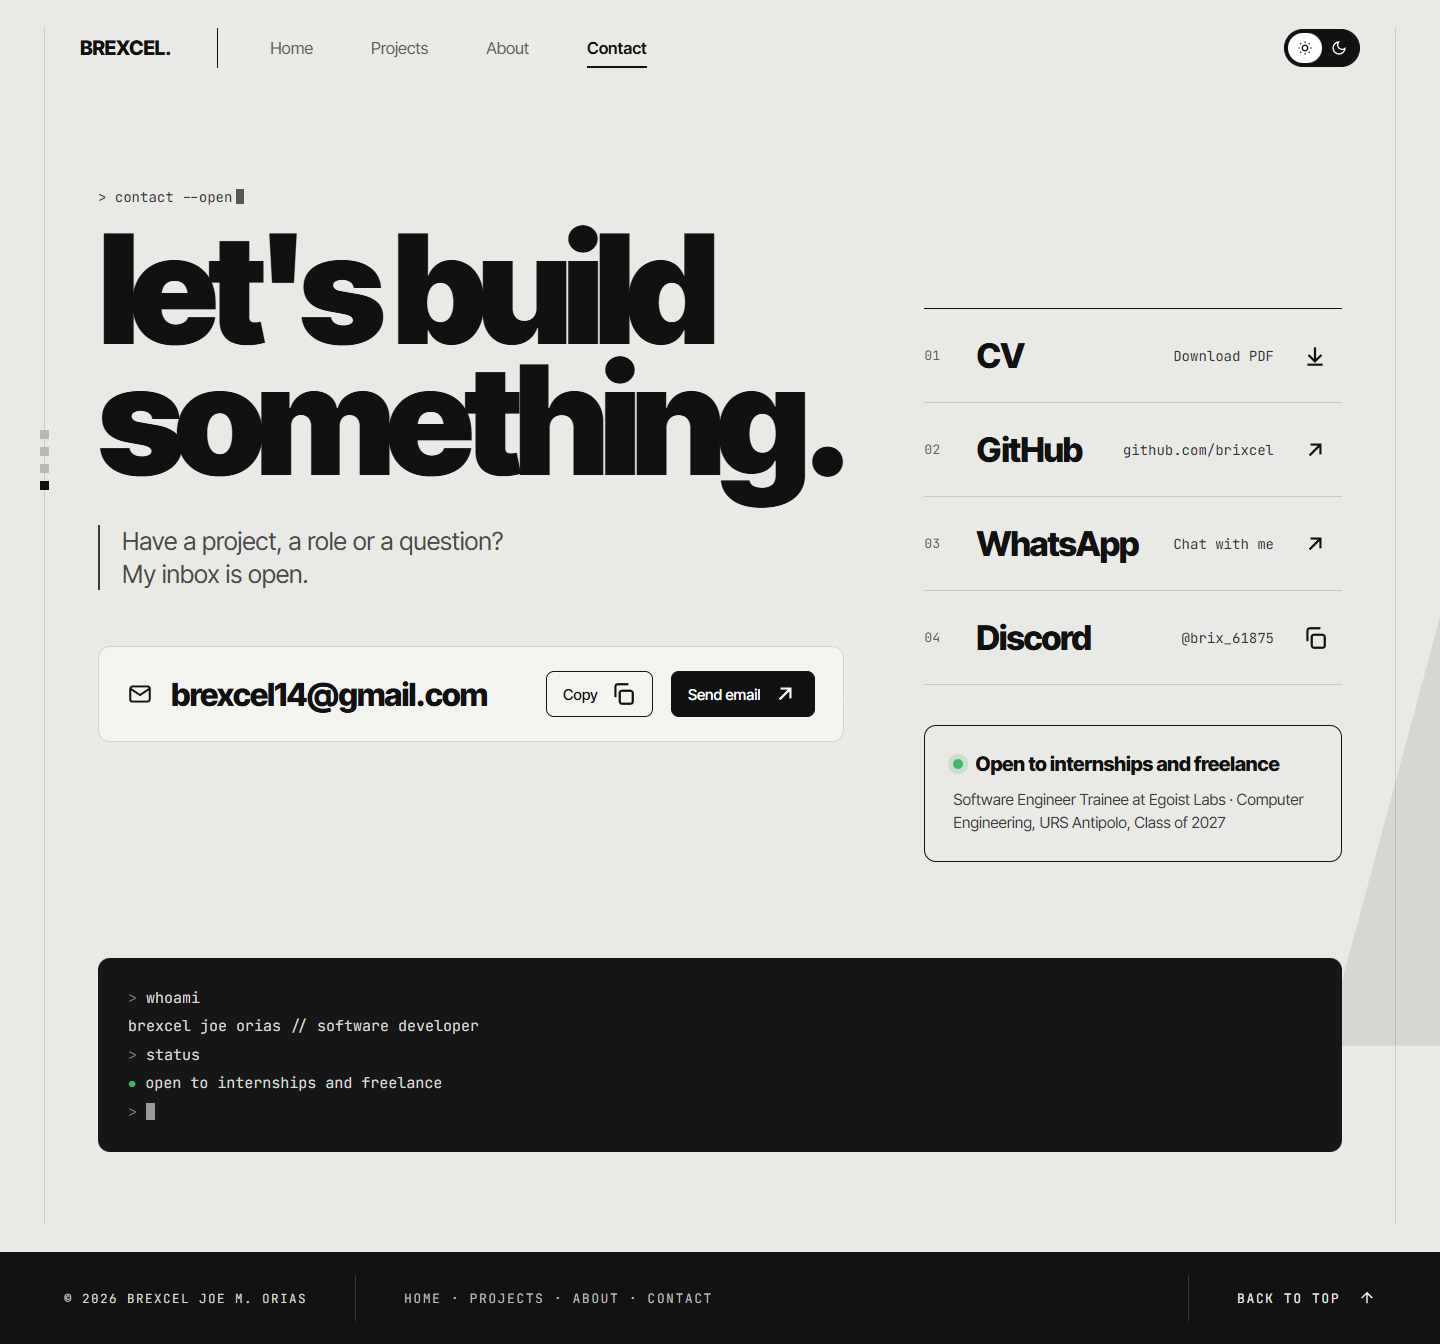 BREXCEL.
Home
Projects
About
Contact
> contact --open
let's build
something.
Have a project, a role or a question?
My inbox is open.
brexcel14@gmail.com
Copy
Send email
01 CV Download PDF
02 GitHub github.com/brixcel
03 WhatsApp Chat with me
04 Discord @brix_61875
Open to internships and freelance
Software Engineer Trainee at Egoist Labs · Computer
Engineering, URS Antipolo, Class of 2027
> whoami
brexcel joe orias // software developer
> status
● open to internships and freelance
>
© 2026 BREXCEL JOE M. ORIAS
HOME · PROJECTS · ABOUT · CONTACT
BACK TO TOP ↑